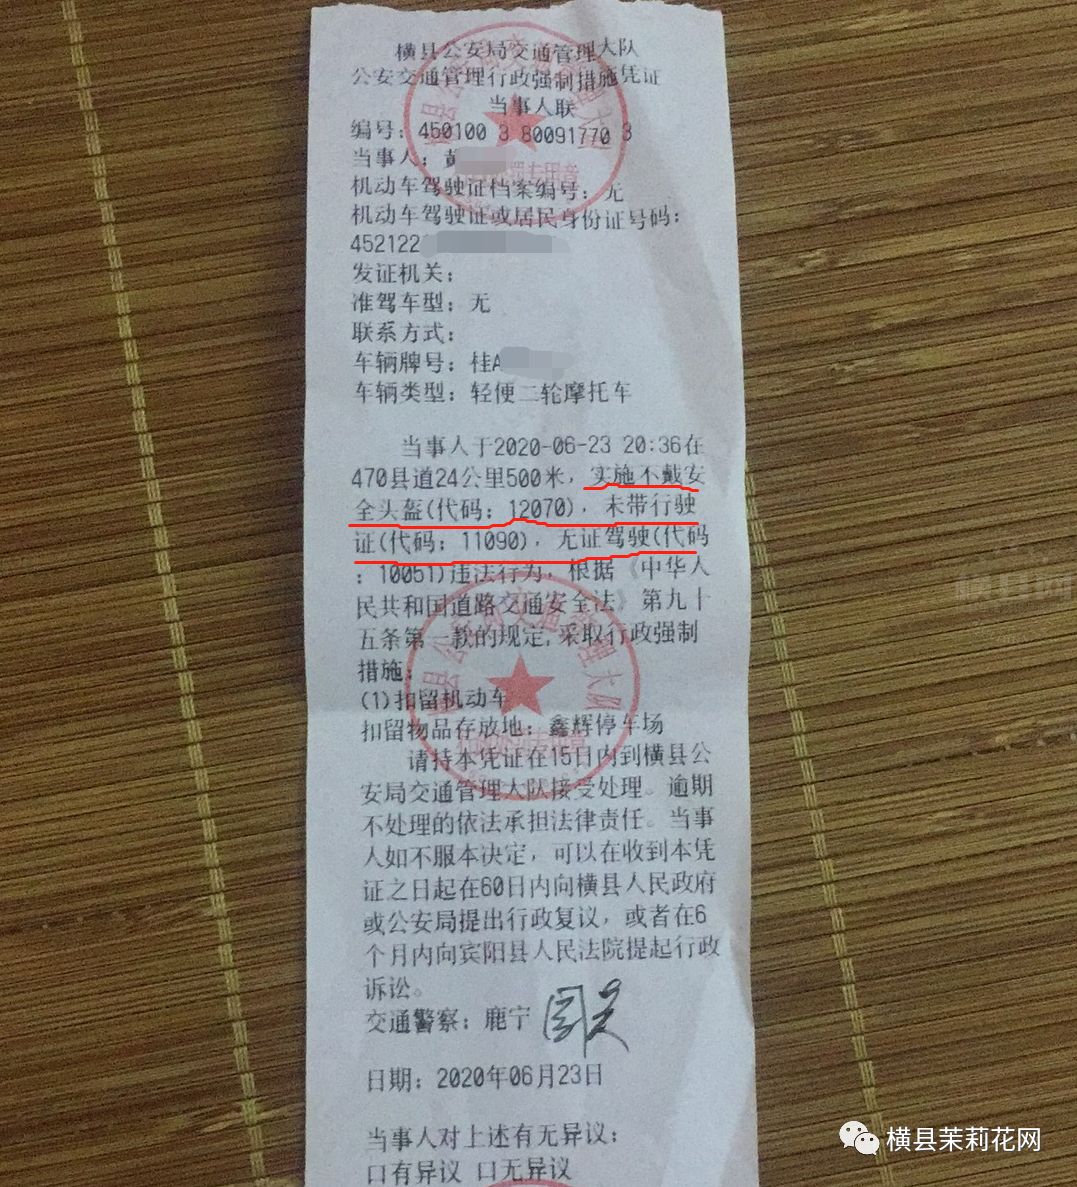 横县公安局交通管理大队
公安交通管理行政强制措施凭证
当事人联
编号：450100 3 80091770 3
当事人：黄
机动车驾驶证档案编号：无
机动车驾驶证或居民身份证号码：
452122
发证机关：
准驾车型：无
联系方式：
车辆牌号：桂A
车辆类型：轻便二轮摩托车
当事人于2020-06-23 20:36在
470县道24公里500米，实施不戴安
全头盔(代码：12070)，未带行驶
证(代码：11090)，无证驾驶(代码
：10051)违法行为，根据《中华人
民共和国道路交通安全法》第九十
五条第一款的规定,采取行政强制
措施：
(1)扣留机动车
扣留物品存放地：鑫辉停车场
请持本凭证在15日内到横县公
安局交通管理大队接受处理。逾期
不处理的依法承担法律责任。当事
人如不服本决定，可以在收到本凭
证之日起在60日内向横县人民政府
或公安局提出行政复议，或者在6
个月内向宾阳县人民法院提起行政
诉讼。
交通警察：鹿宁
日期：2020年06月23日
当事人对上述有无异议：
口有异议 口无异议
横县茉莉花网